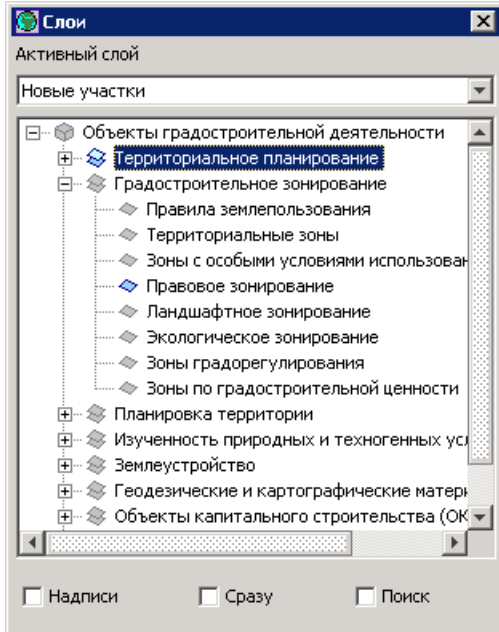 Слои
Активный слой
Новые участки
Объекты градостроительной деятельности
Территориальное планирование
Градостроительное зонирование
Правила землепользования
Территориальные зоны
Зоны с особыми условиями использован
Правовое зонирование
Ландшафтное зонирование
Экологическое зонирование
Зоны градорегулирования
Зоны по градостроительной ценности
Планировка территории
Изученность природных и техногенных усл
Землеустройство
Геодезические и картографические матери
Объекты капитального строительства (ОК
Надписи Сразу Поиск